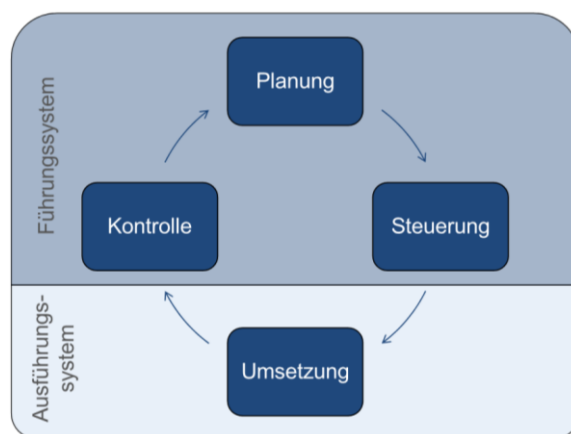 Führungssystem
Planung
Kontrolle
Steuerung
Ausführungs-
system
Umsetzung